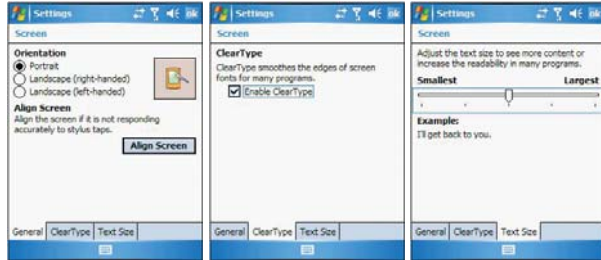 Settings
ok
Screen
Orientation
Portrait
Landscape (right-handed)
Landscape (left-handed)
Align Screen
Align the screen if it is not responding
accurately to stylus taps.
Align Screen
General ClearType Text Size
Settings
ok
Screen
ClearType
ClearType smoothes the edges of screen
fonts for many programs.
Enable ClearType
General ClearType Text Size
Settings
ok
Screen
Adjust the text size to see more content or
increase the readability in many programs.
Smallest Largest
Example:
I'll get back to you.
General ClearType Text Size